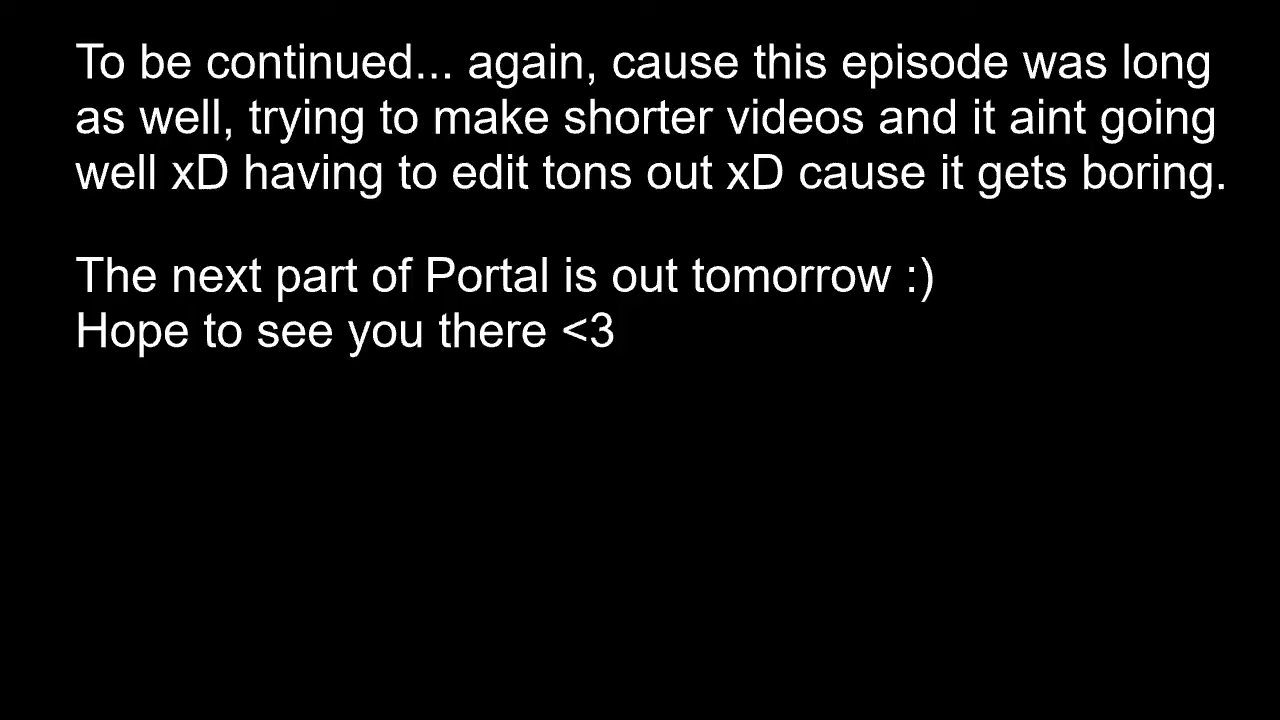 To be continued... again, cause this episode was long
as well, trying to make shorter videos and it aint going
well xD having to edit tons out xD cause it gets boring.
The next part of Portal is out tomorrow :)
Hope to see you there <3